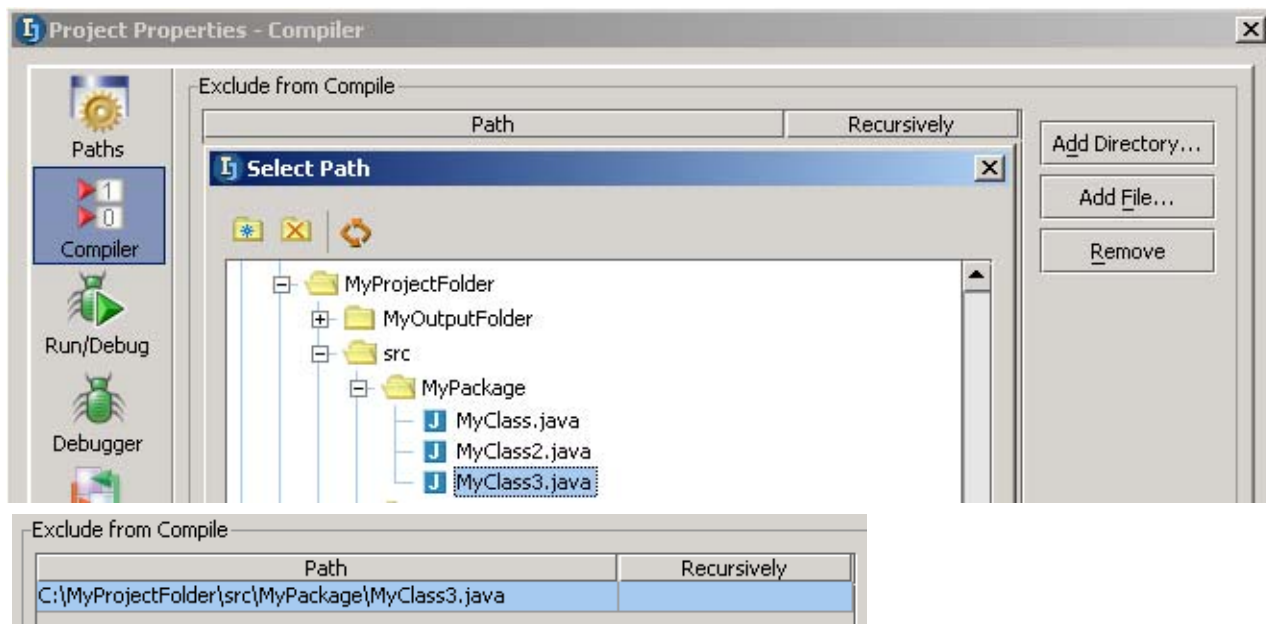 Project Properties - Compiler
Exclude from Compile
Path Recursively
Add Directory...
Add File...
Remove
Paths
Compiler
Run/Debug
Debugger
Select Path
MyProjectFolder
MyOutputFolder
src
MyPackage
MyClass.java
MyClass2.java
MyClass3.java
Exclude from Compile
Path Recursively
C:\MyProjectFolder\src\MyPackage\MyClass3.java